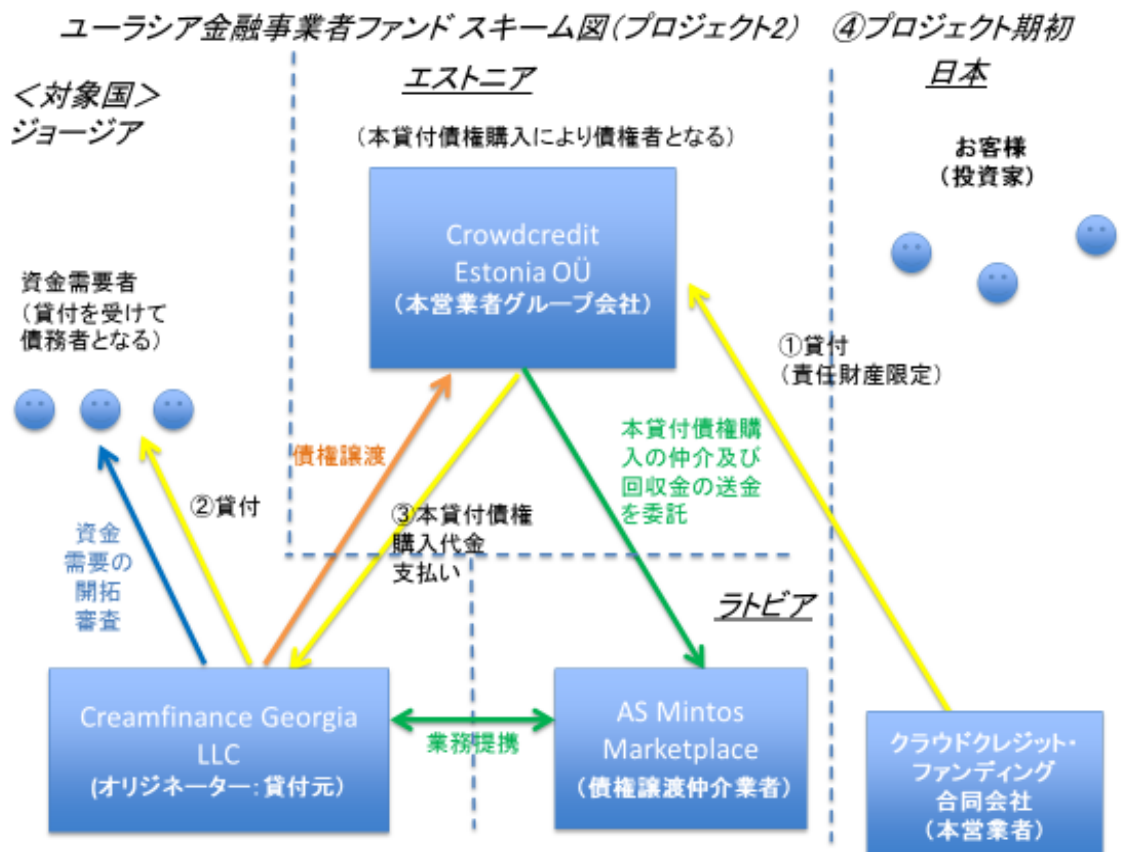 ユーラシア金融事業者ファンド スキーム図(プロジェクト2)　④プロジェクト期初
＜対象国＞
ジョージア
エストニア
日本
(本貸付債権購入により債権者となる)
お客様
(投資家)
Crowdcredit
Estonia OÜ
(本営業者グループ会社)
資金需要者
(貸付を受けて
債務者となる)
①貸付
(責任財産限定)
債権譲渡
本貸付債権購
入の仲介及び
回収金の送金
を委託
②貸付
③本貸付債権
購入代金
支払い
資金
需要の
開拓
審査
ラトビア
Creamfinance Georgia
LLC
(オリジネーター:貸付元)
業務提携
AS Mintos
Marketplace
(債権譲渡仲介業者)
クラウドクレジット・
ファンディング
合同会社
(本営業者)